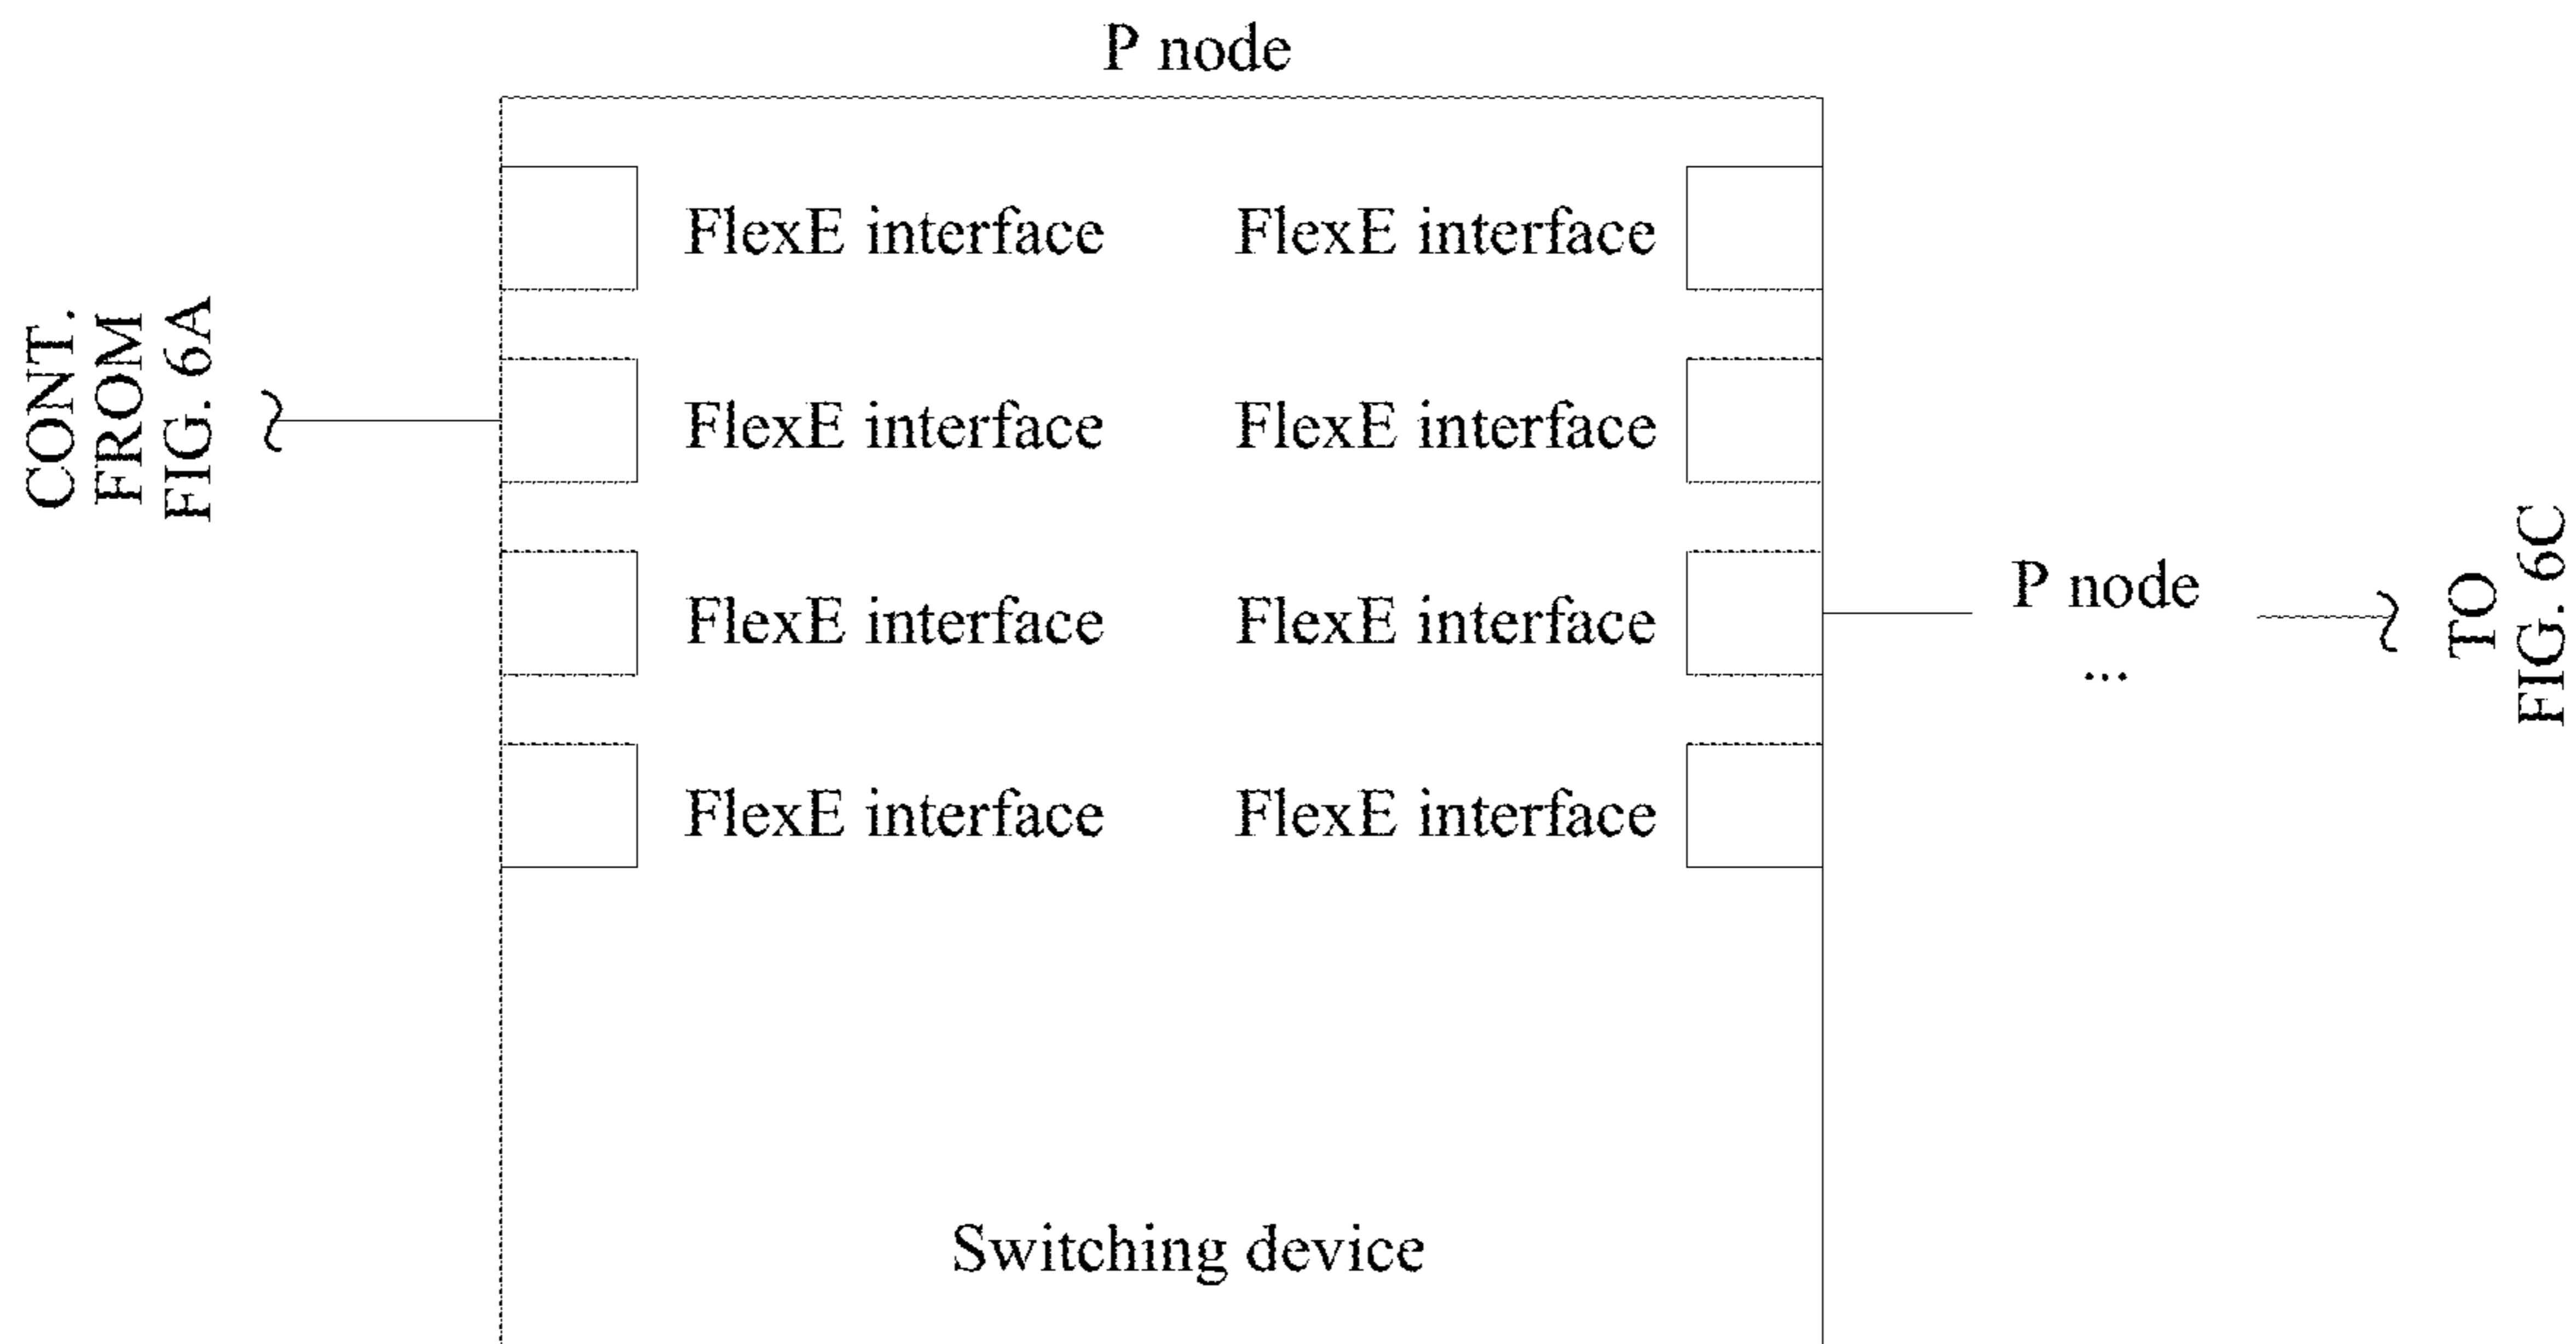 P node
FlexE interface FlexE interface
CONT.
FROM
FIG. 6A
FlexE interface FlexE interface
FlexE interface FlexE interface
P node
...
TO
FIG. 6C
FlexE interface FlexE interface
Switching device